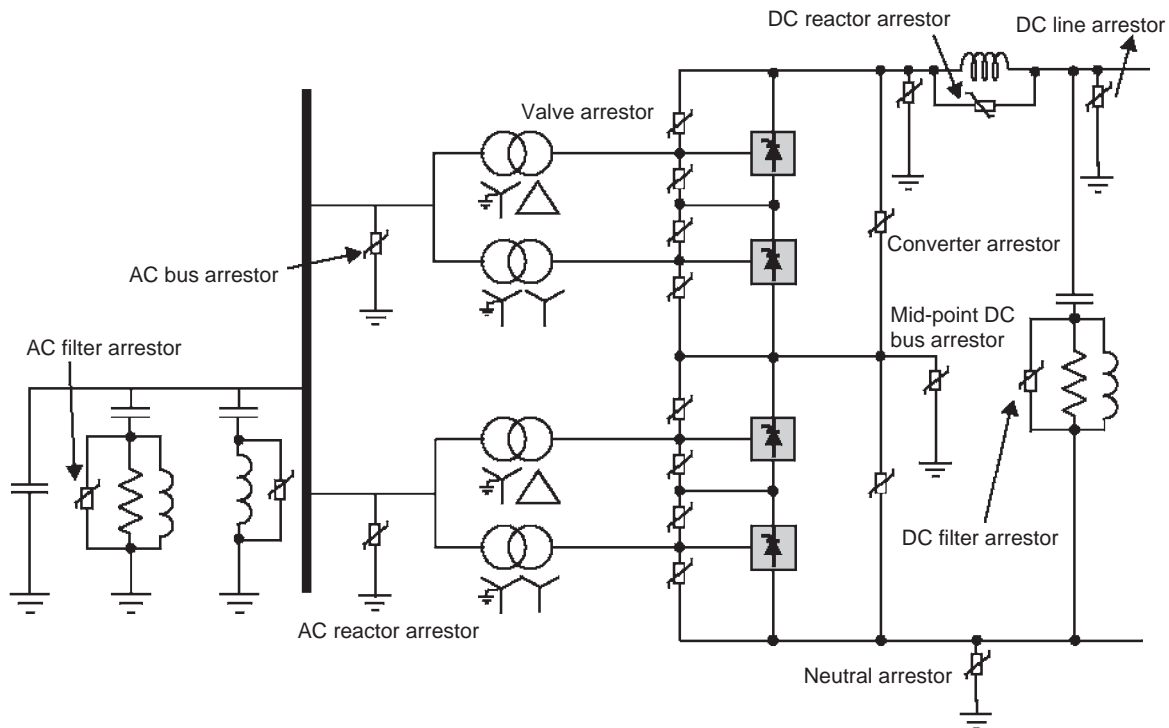 DC reactor arrestor
DC line arrestor
Valve arrestor
AC bus arrestor
Converter arrestor
Mid-point DC
bus arrestor
AC filter arrestor
DC filter arrestor
AC reactor arrestor
Neutral arrestor